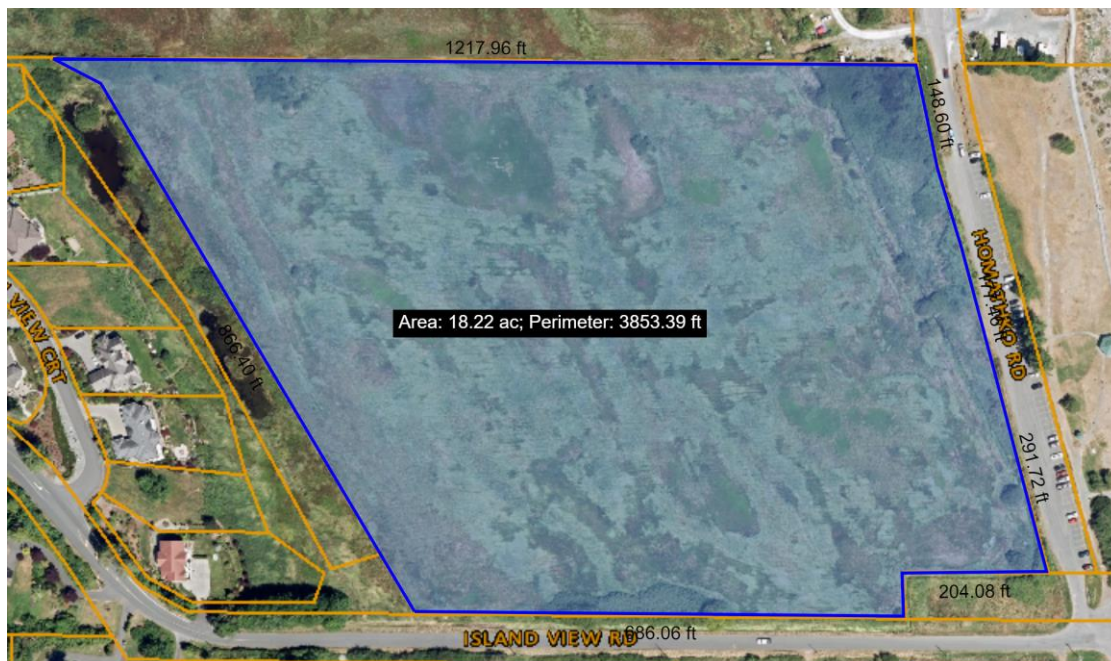 1217.96 ft
148.60 ft
HOMATHKO RD
Area: 18.22 ac; Perimeter: 3853.39 ft
866.40 ft
VIEW CRT
291.72 ft
204.08 ft
686.06 ft
ISLAND VIEW RD